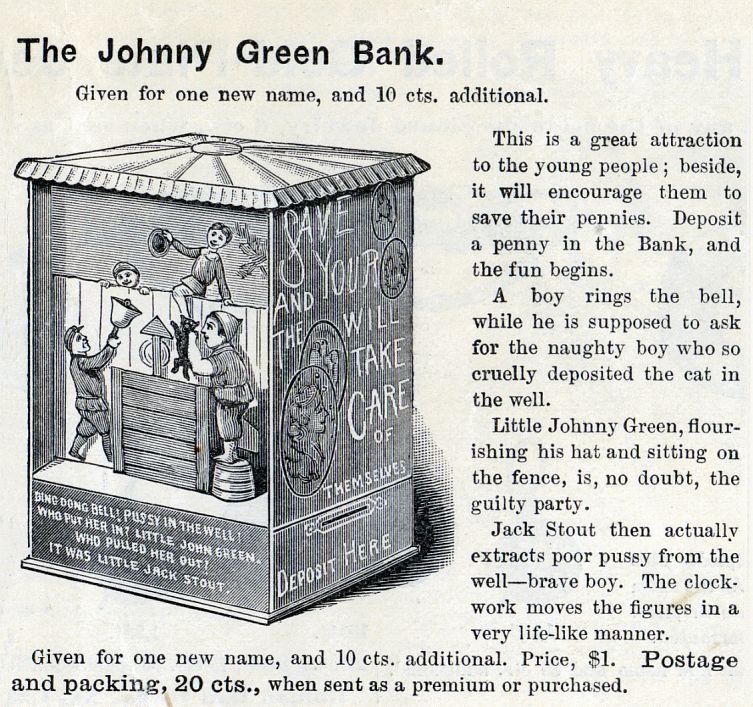 The Johnny Green Bank.
Given for one new name, and 10 cts. additional.
This is a great attraction
to the young people; beside,
it will encourage them to
save their pennies. Deposit
a penny in the Bank, and
the fun begins.
A boy rings the bell,
while he is supposed to ask
for the naughty boy who so
cruelly deposited the cat in
the well.
Little Johnny Green, flour-
ishing his hat and sitting on
the fence, is, no doubt, the
guilty party.
Jack Stout then actually
extracts poor pussy from the
well—brave boy. The clock-
work moves the figures in a
very life-like manner.
SAVE
YOUR
AND
THE
WILL
TAKE
CARE
OF
THEMSELVES
DEPOSIT HERE
DING DONG BELL! PUSSY IN THE WELL!
WHO PUT HER IN? LITTLE JOHN GREEN.
WHO PULLED HER OUT?
IT WAS LITTLE JACK STOUT.
Given for one new name, and 10 cts. additional. Price, $1. Postage
and packing, 20 cts., when sent as a premium or purchased.